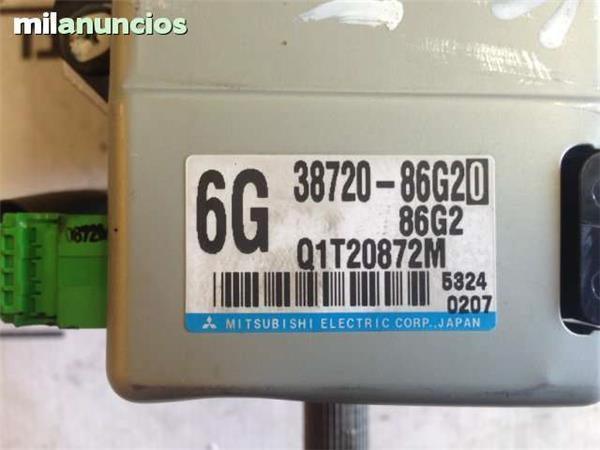 milanuncios
6G
38720-86G20
86G2
Q1T20872M
5324
0207
MITSUBISHI ELECTRIC CORP., JAPAN